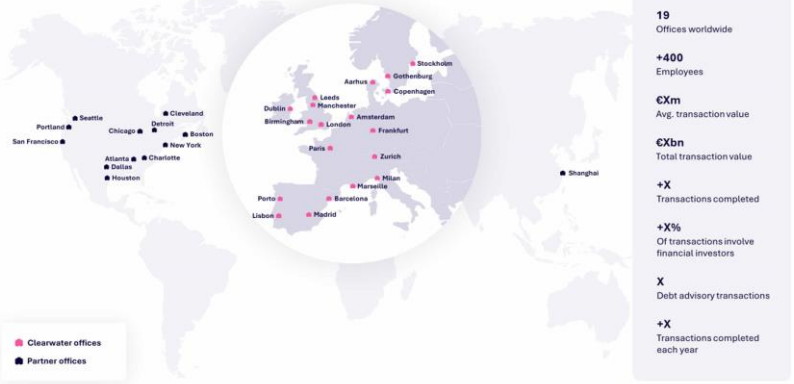 Seattle
Portland
San Francisco
Cleveland
Detroit
Chicago
Boston
New York
Atlanta
Charlotte
Dallas
Houston
Stockholm
Gothenburg
Aarhus
Copenhagen
Leeds
Dublin
Manchester
Amsterdam
Birmingham
London
Frankfurt
Paris
Zurich
Milan
Marseille
Porto
Barcelona
Lisbon
Madrid
Shanghai
Clearwater offices
Partner offices
19
Offices worldwide
+400
Employees
€Xm
Avg. transaction value
€Xbn
Total transaction value
+X
Transactions completed
+X%
Of transactions involve
financial investors
X
Debt advisory transactions
+X
Transactions completed
each year